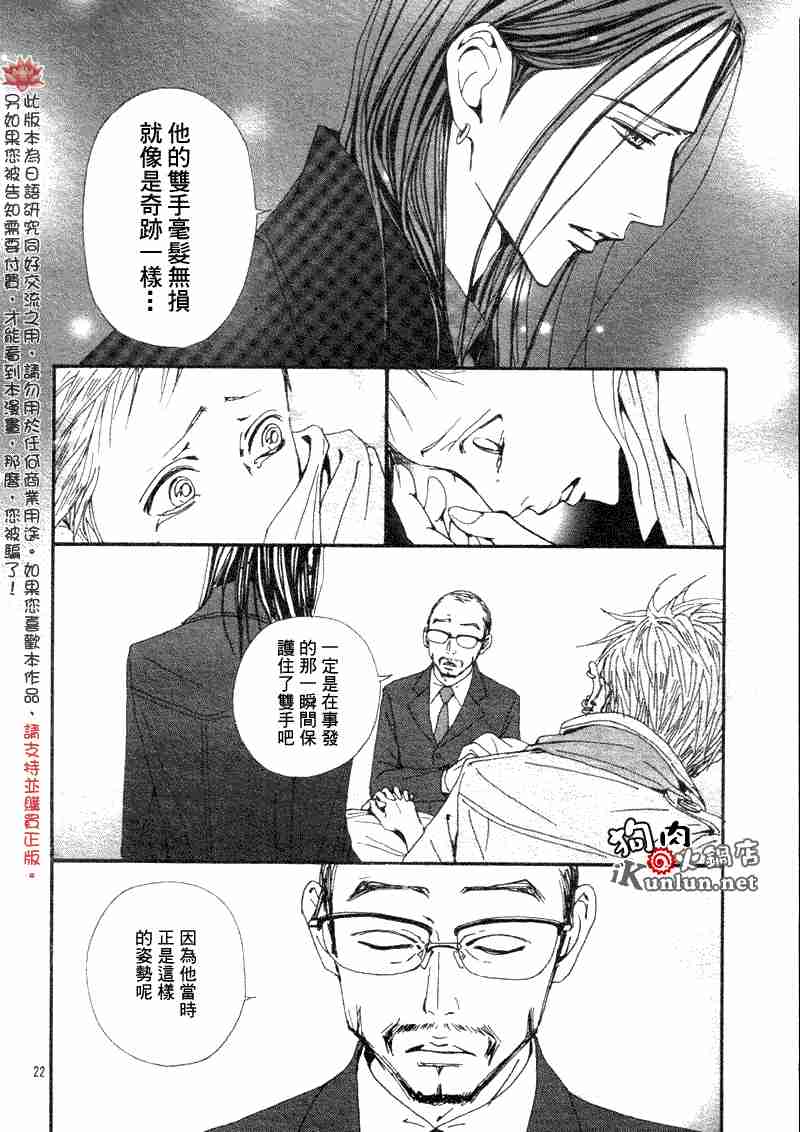 他的雙手毫髮無損
就像是奇跡一樣…
一定是在事發
的那一瞬間保
護住了雙手吧
因為他當時
正是這樣
的姿勢呢
此版本為日語研究同好交流之用，請勿用於任何商業用途。如果您喜歡本作品，請支持並購買正版。
另如果您被告知需要付費，才能看到本漫畫，那麼，您被騙了！
狗肉
火鍋店
iKunlun.net
22